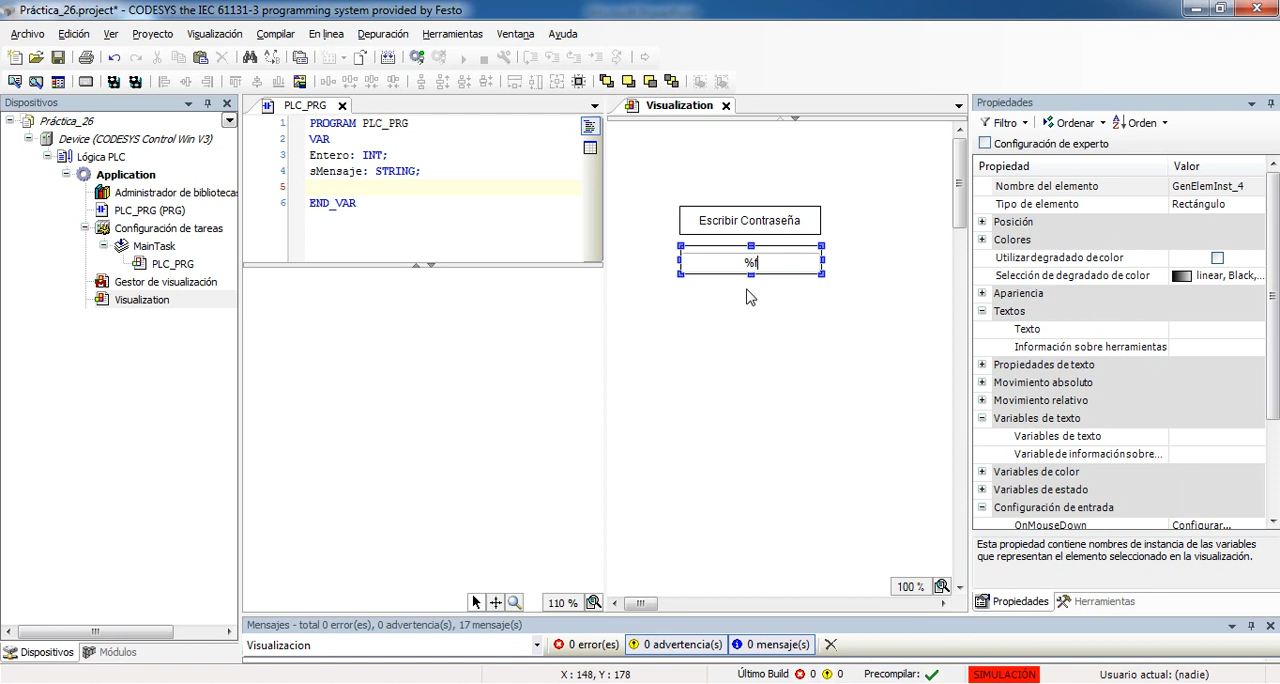 Práctica_26.project* - CODESYS the IEC 61131-3 programming system provided by Festo
Archivo Edición Ver Proyecto Visualización Compilar En línea Depuración Herramientas Ventana Ayuda
Dispositivos
Práctica_26
Device (CODESYS Control Win V3)
Lógica PLC
Application
Administrador de bibliotecas
PLC_PRG (PRG)
Configuración de tareas
MainTask
PLC_PRG
Gestor de visualización
Visualization
Dispositivos Módulos
PLC_PRG
1 PROGRAM PLC_PRG
2 VAR
3 Entero: INT;
4 sMensaje: STRING;
5
6 END_VAR
110 %
Visualization
Escribir Contraseña
%f
100 %
Propiedades
Filtro Ordenar Orden
Configuración de experto
Propiedad Valor
Nombre del elemento GenElemInst_4
Tipo de elemento Rectángulo
Posición
Colores
Utilizar degradado de color
Selección de degradado de color linear, Black,...
Apariencia
Textos
Texto
Información sobre herramientas
Propiedades de texto
Movimiento absoluto
Movimiento relativo
Variables de texto
Variables de texto
Variable de información sobre...
Variables de color
Variables de estado
Configuración de entrada
OnMouseDown Configurar...
Esta propiedad contiene nombres de instancia de las variables
que representan el elemento seleccionado en la visualización.
Propiedades Herramientas
Mensajes - total 0 error(es), 0 advertencia(s), 17 mensaje(s)
Visualizacion 0 error(es) 0 advertencia(s) 0 mensaje(s)
X : 148, Y : 178 Último Build 0 0 Precompilar: SIMULACIÓN Usuario actual: (nadie)